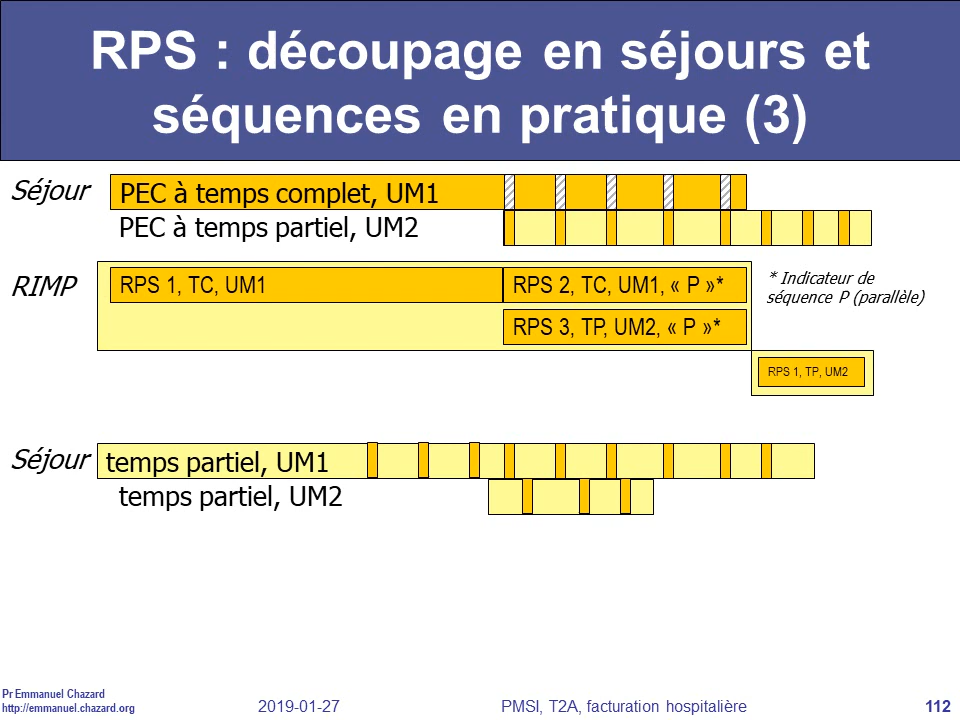 RPS : découpage en séjours et
séquences en pratique (3)
Séjour
PEC à temps complet, UM1
PEC à temps partiel, UM2
RIMP
RPS 1, TC, UM1
RPS 2, TC, UM1, « P »*
RPS 3, TP, UM2, « P »*
* Indicateur de
séquence P (parallèle)
RPS 1, TP, UM2
Séjour
temps partiel, UM1
temps partiel, UM2
Pr Emmanuel Chazard
http://emmanuel.chazard.org
2019-01-27
PMSI, T2A, facturation hospitalière
112